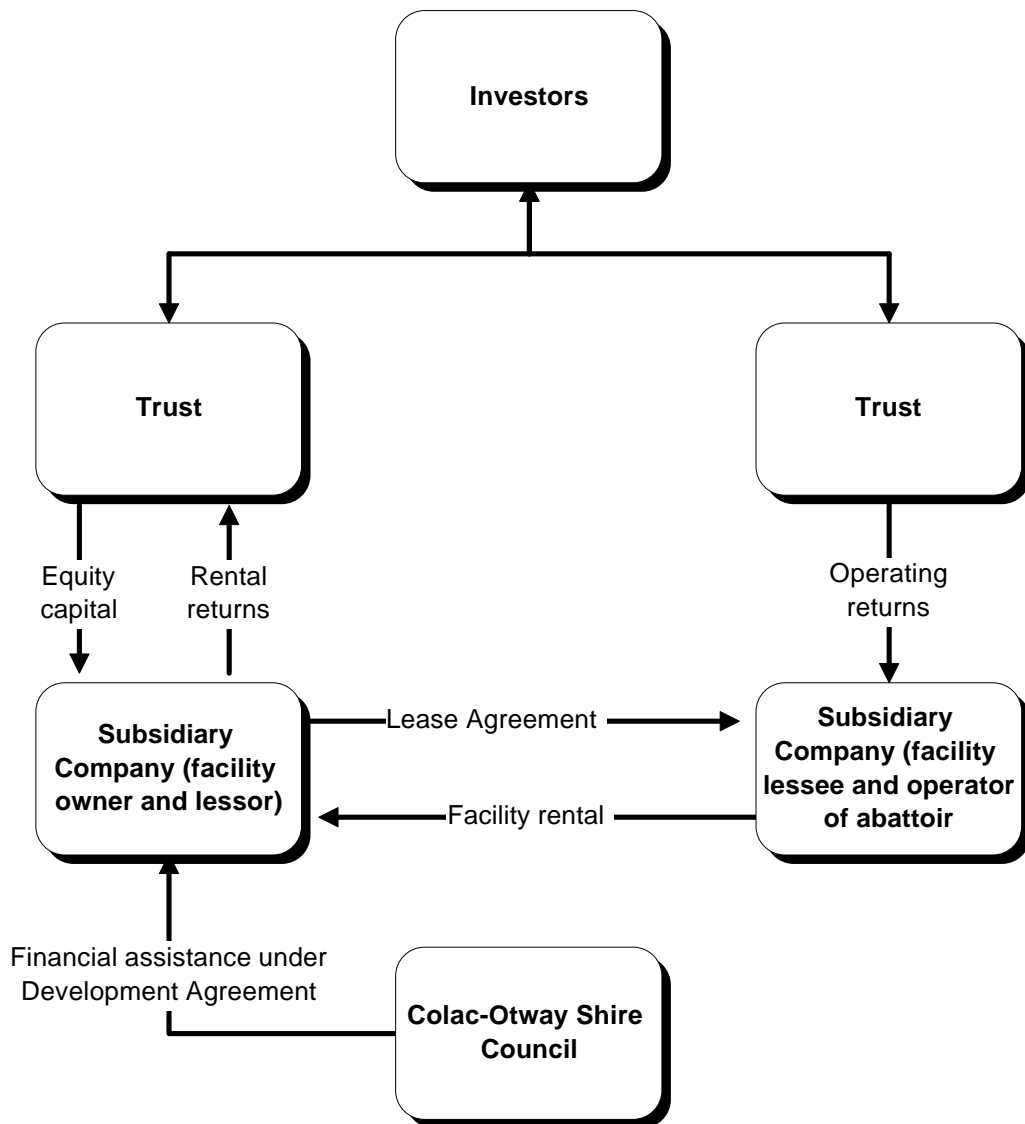 Investors
Trust
Trust
Equity
capital
Rental
returns
Operating
returns
Subsidiary
Company (facility
owner and lessor)
Lease Agreement
Facility rental
Subsidiary
Company (facility
lessee and operator
of abattoir
Financial assistance under
Development Agreement
Colac-Otway Shire
Council